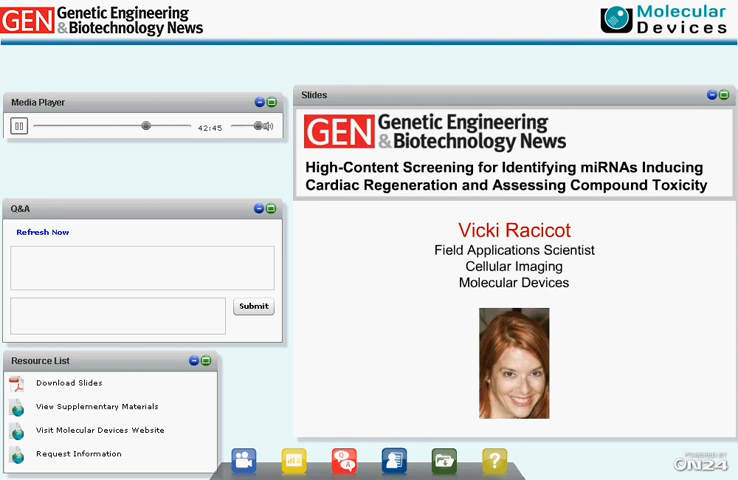 GEN Genetic Engineering
&Biotechnology News
Molecular
Devices
Media Player
42:45
Q&A
Refresh Now
Submit
Resource List
Download Slides
View Supplementary Materials
Visit Molecular Devices Website
Request Information
Slides
GEN Genetic Engineering
&Biotechnology News
High-Content Screening for Identifying miRNAs Inducing
Cardiac Regeneration and Assessing Compound Toxicity
Vicki Racicot
Field Applications Scientist
Cellular Imaging
Molecular Devices
Q
A
?
POWERED BY
ON24